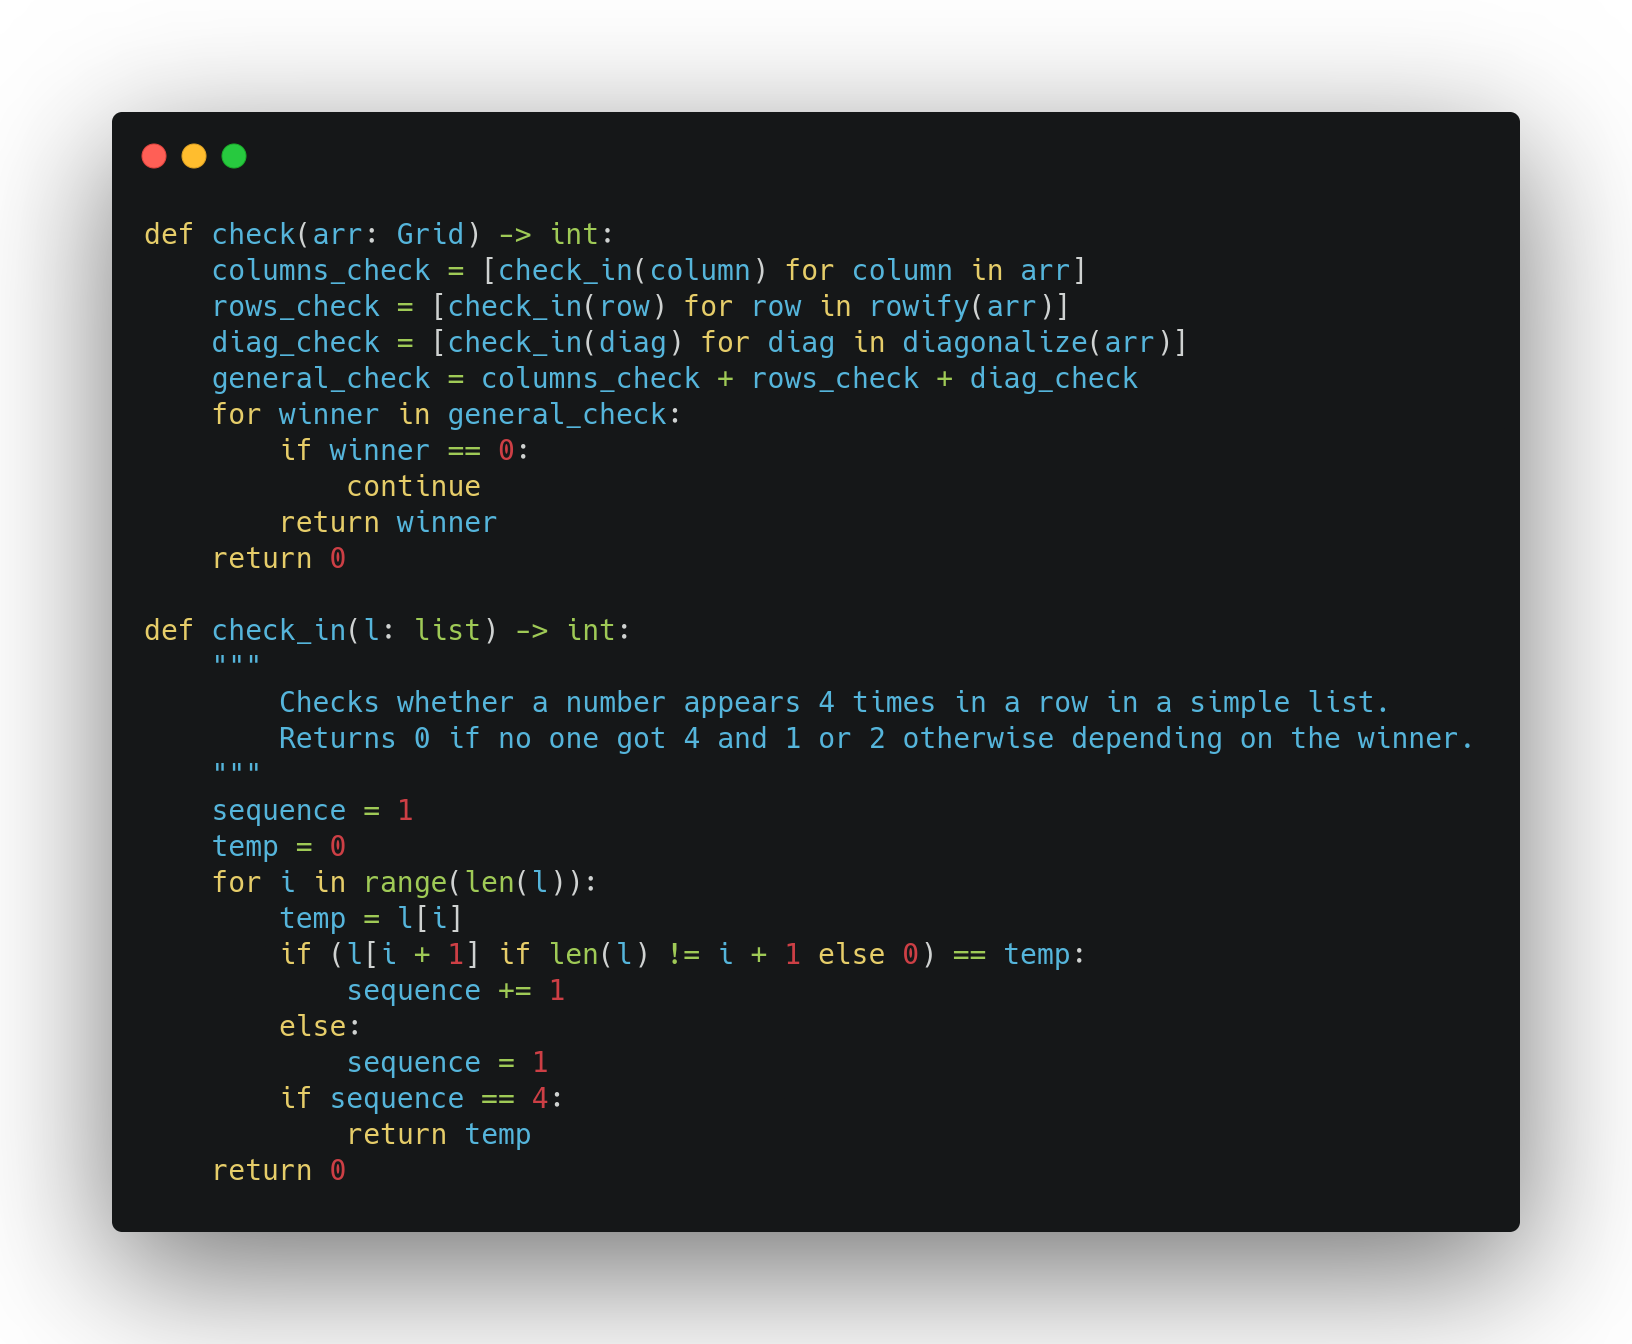 def check(arr: Grid) -> int:
    columns_check = [check_in(column) for column in arr]
    rows_check = [check_in(row) for row in rowify(arr)]
    diag_check = [check_in(diag) for diag in diagonalize(arr)]
    general_check = columns_check + rows_check + diag_check
    for winner in general_check:
        if winner == 0:
            continue
        return winner
    return 0

def check_in(l: list) -> int:
    """
        Checks whether a number appears 4 times in a row in a simple list.
        Returns 0 if no one got 4 and 1 or 2 otherwise depending on the winner.
    """
    sequence = 1
    temp = 0
    for i in range(len(l)):
        temp = l[i]
        if (l[i + 1] if len(l) != i + 1 else 0) == temp:
            sequence += 1
        else:
            sequence = 1
        if sequence == 4:
            return temp
    return 0